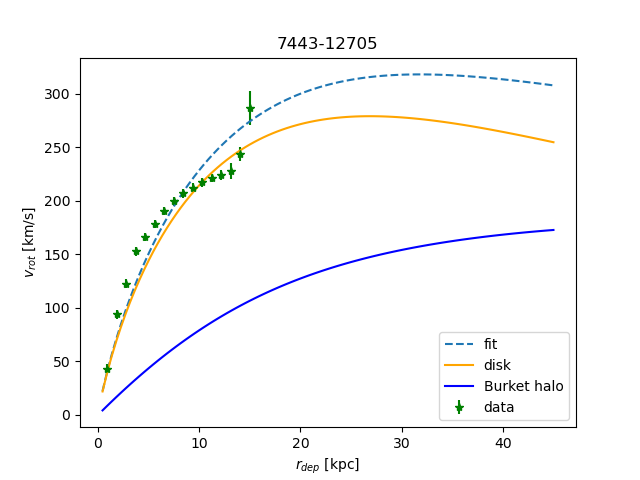 7443-12705
300
250
200
150
100
50
0
v_rot [km/s]
fit
disk
Burket halo
data
0 10 20 30 40
r_dep [kpc]